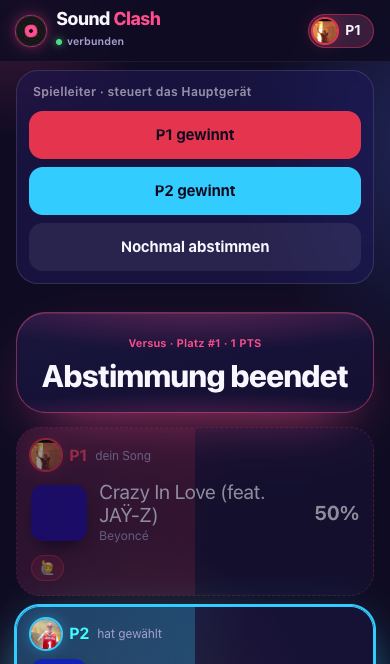 Sound Clash
verbunden
P1
Spielleiter · steuert das Hauptgerät
P1 gewinnt
P2 gewinnt
Nochmal abstimmen
Versus · Platz #1 · 1 PTS
Abstimmung beendet
P1 dein Song
Crazy In Love (feat.
JAŸ-Z)
50%
Beyoncé
P2 hat gewählt